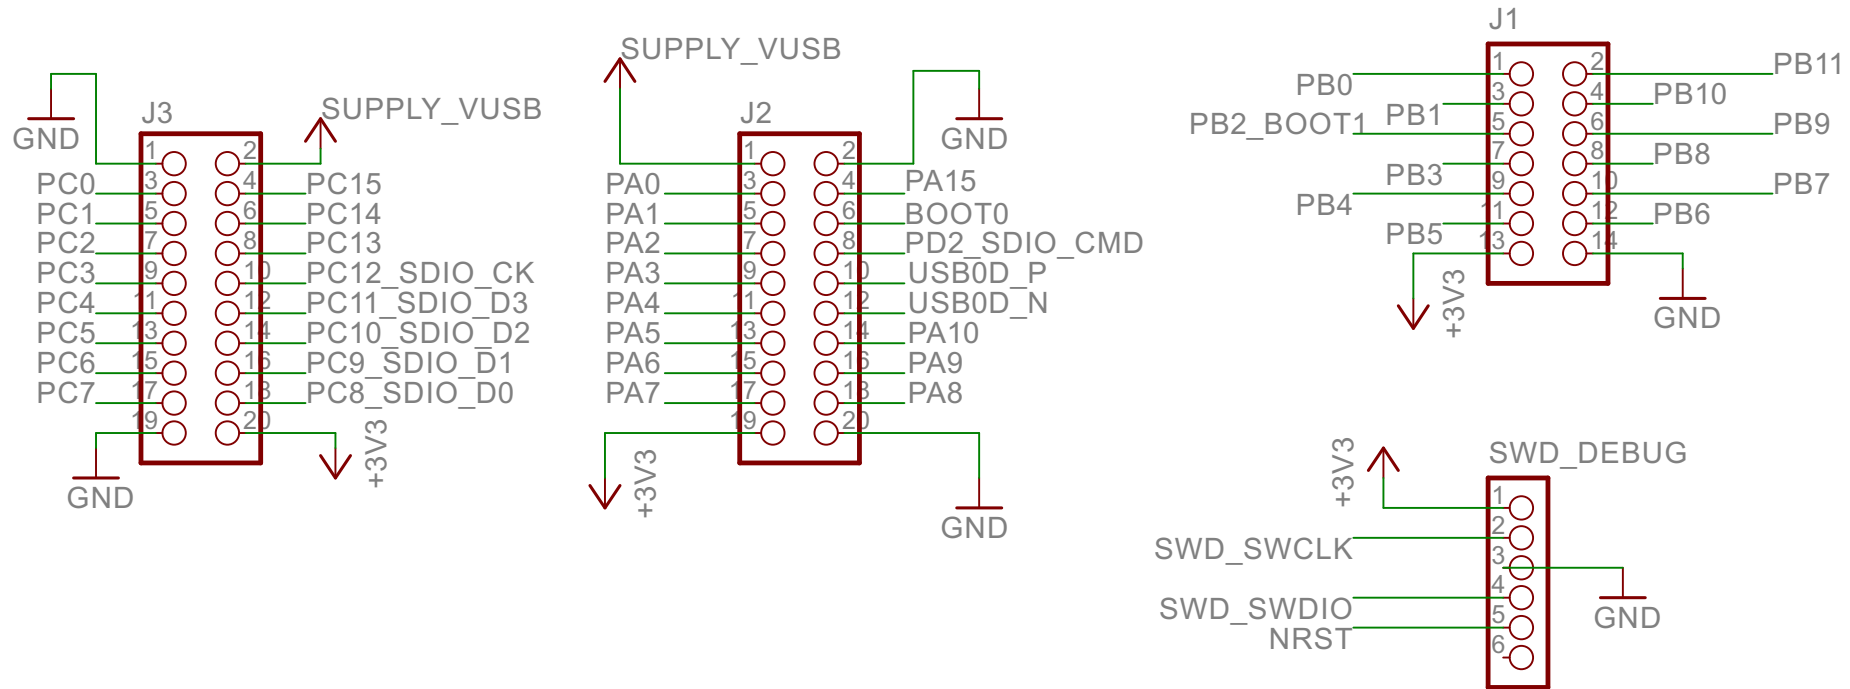 SUPPLY_VUSB
GND
J3
1 2
3 4
5 6
7 8
9 10
11 12
13 14
15 16
17 18
19 20
PC0
PC1
PC2
PC3
PC4
PC5
PC6
PC7
GND
PC15
PC14
PC13
PC12_SDIO_CK
PC11_SDIO_D3
PC10_SDIO_D2
PC9_SDIO_D1
PC8_SDIO_D0
+3V3
SUPPLY_VUSB
GND
J2
1 2
3 4
5 6
7 8
9 10
11 12
13 14
15 16
17 18
19 20
PA0
PA1
PA2
PA3
PA4
PA5
PA6
PA7
+3V3
PA15
BOOT0
PD2_SDIO_CMD
USB0D_P
USB0D_N
PA10
PA9
PA8
GND
J1
1 2
3 4
5 6
7 8
9 10
11 12
13 14
PB0
PB1
PB2_BOOT1
PB3
PB4
PB5
+3V3
PB11
PB10
PB9
PB8
PB7
PB6
GND
SWD_DEBUG
+3V3
1
2
3
4
5
6
SWD_SWCLK
GND
SWD_SWDIO
NRST